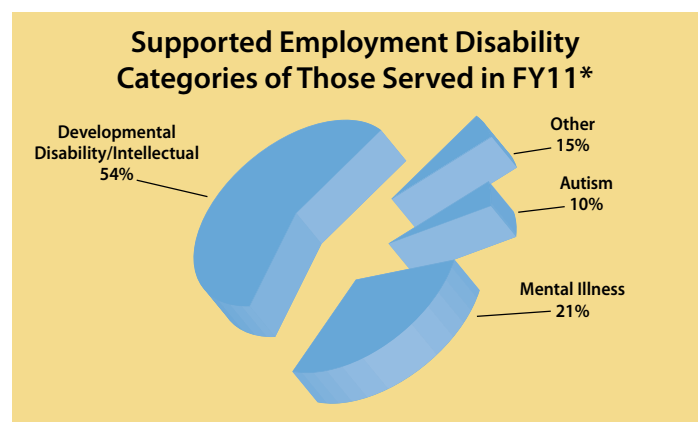 Supported Employment Disability
Categories of Those Served in FY11*
Developmental
Disability/Intellectual
54%
Other
15%
Autism
10%
Mental Illness
21%